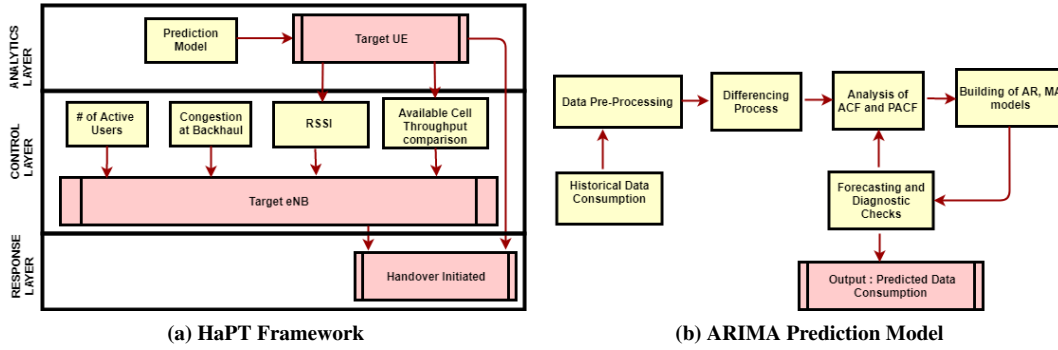 ANALYTICS
LAYER
Prediction
Model
Target UE
CONTROL
LAYER
# of Active
Users
Congestion
at Backhaul
RSSI
Available Cell
Throughput
comparison
Target eNB
RESPONSE
LAYER
Handover Initiated
(a) HaPT Framework
Data Pre-Processing
Differencing
Process
Analysis of
ACF and PACF
Building of AR, MA
models
Historical Data
Consumption
Forecasting and
Diagnostic
Checks
Output : Predicted Data
Consumption
(b) ARIMA Prediction Model